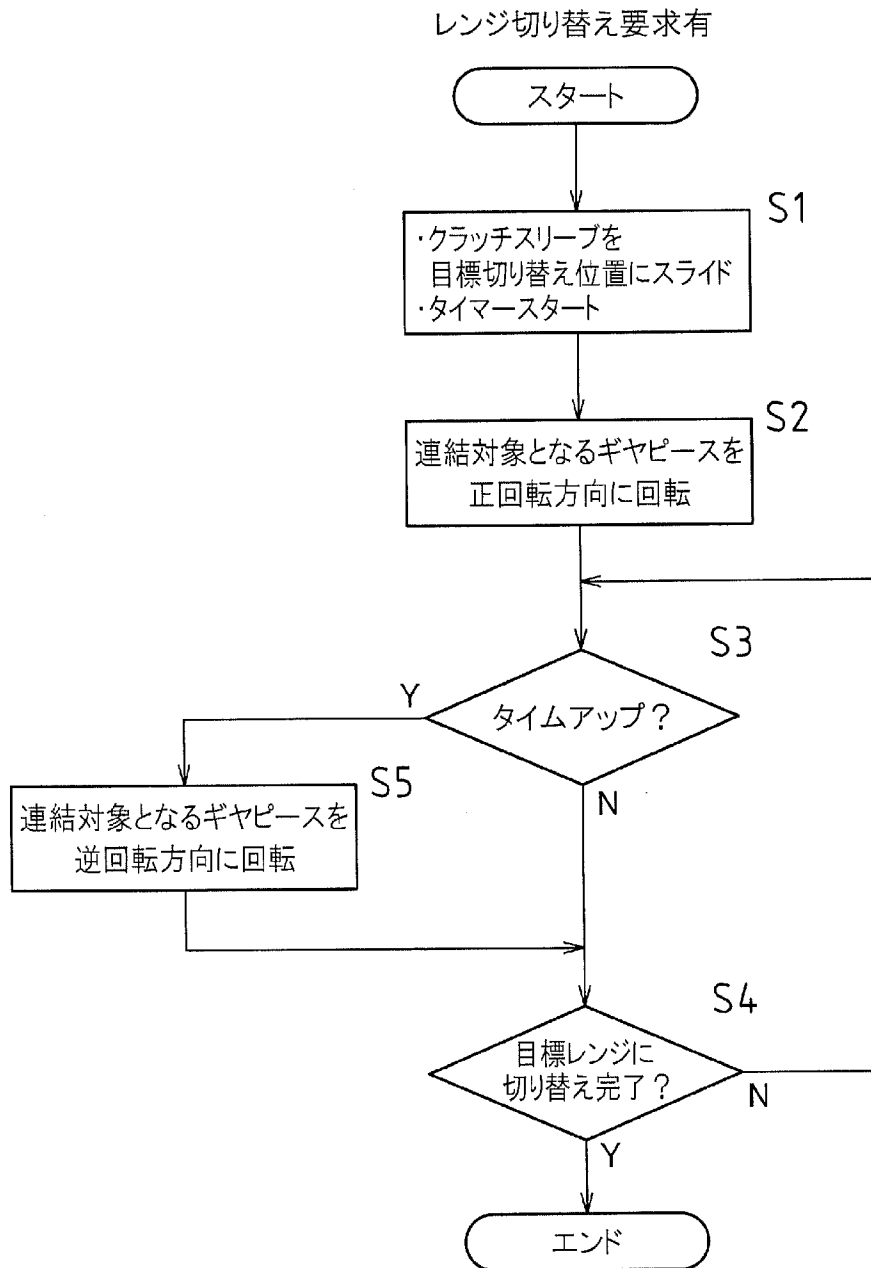 レンジ切り替え要求有
スタート
S1
・クラッチスリーブを
目標切り替え位置にスライド
・タイマースタート
S2
連結対象となるギヤピースを
正回転方向に回転
S3
Y
タイムアップ?
N
S5
連結対象となるギヤピースを
逆回転方向に回転
S4
目標レンジに
切り替え完了?
N
Y
エンド